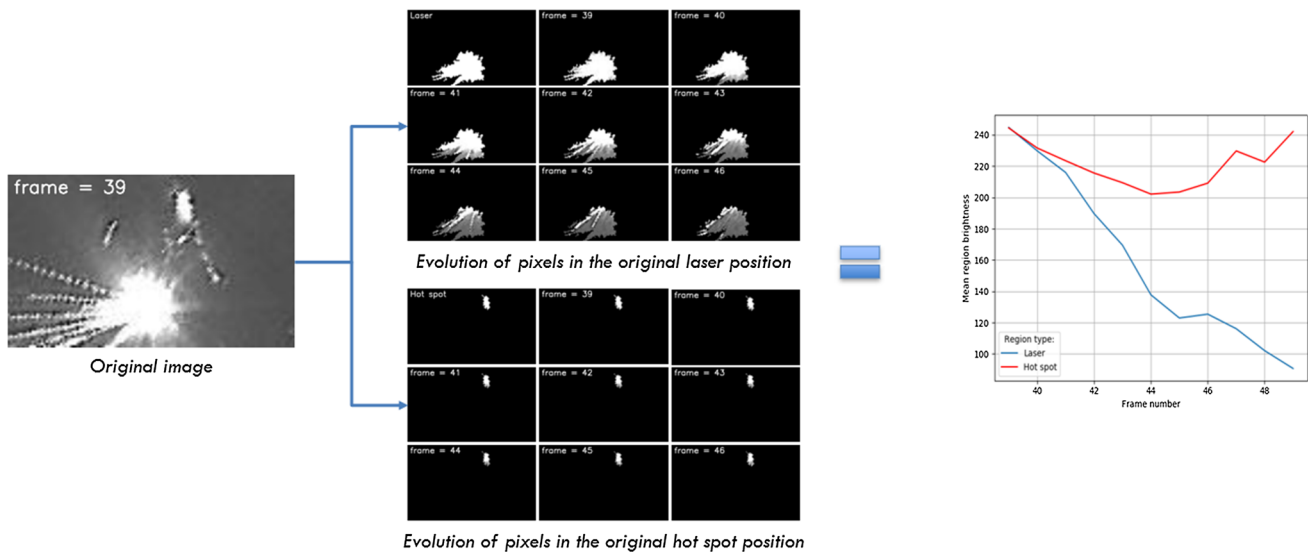 frame = 39
Original image
Laser
frame = 39
frame = 40
frame = 41
frame = 42
frame = 43
frame = 44
frame = 45
frame = 46
Evolution of pixels in the original laser position
Hot spot
frame = 39
frame = 40
frame = 41
frame = 42
frame = 43
frame = 44
frame = 45
frame = 46
Evolution of pixels in the original hot spot position
Mean region brightness
240
220
200
180
160
140
120
100
Region type:
Laser
Hot spot
40
42
44
46
48
Frame number